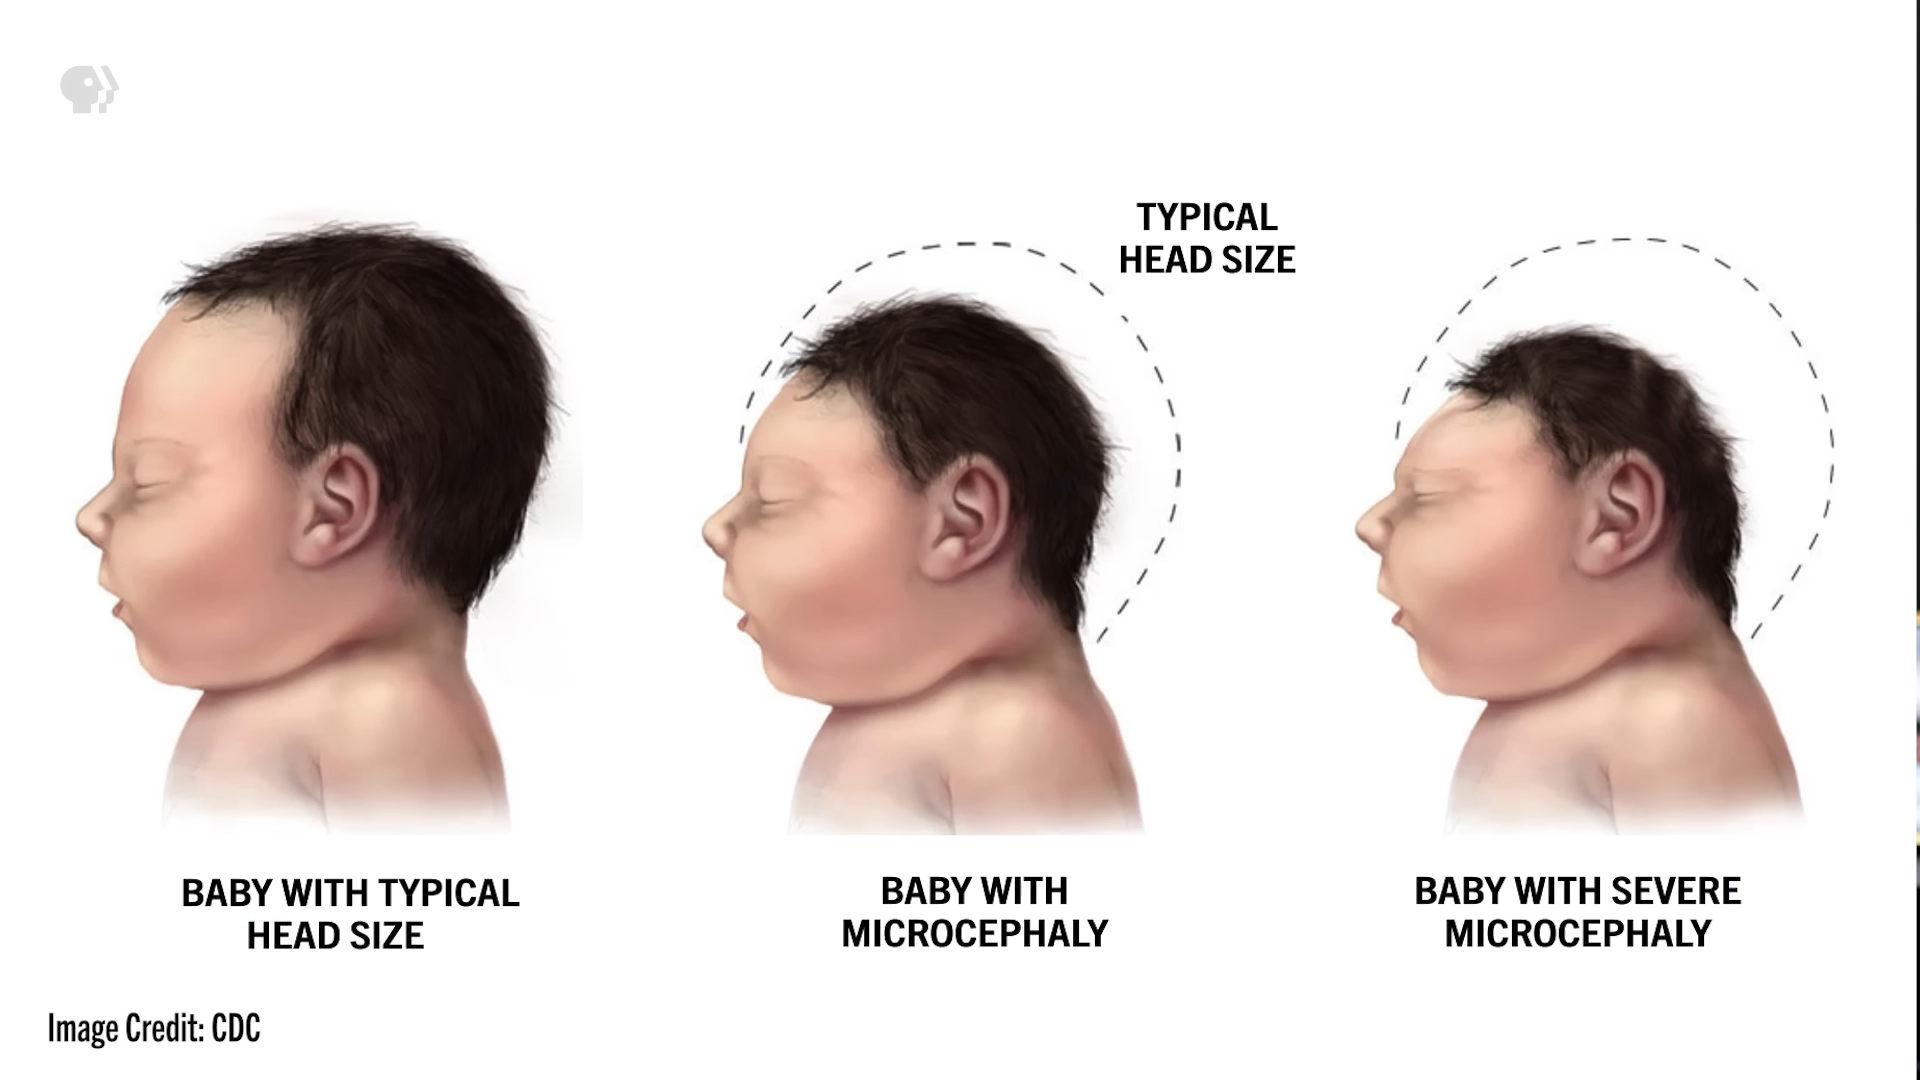 TYPICAL
HEAD SIZE
BABY WITH TYPICAL
HEAD SIZE
BABY WITH
MICROCEPHALY
BABY WITH SEVERE
MICROCEPHALY
Image Credit: CDC